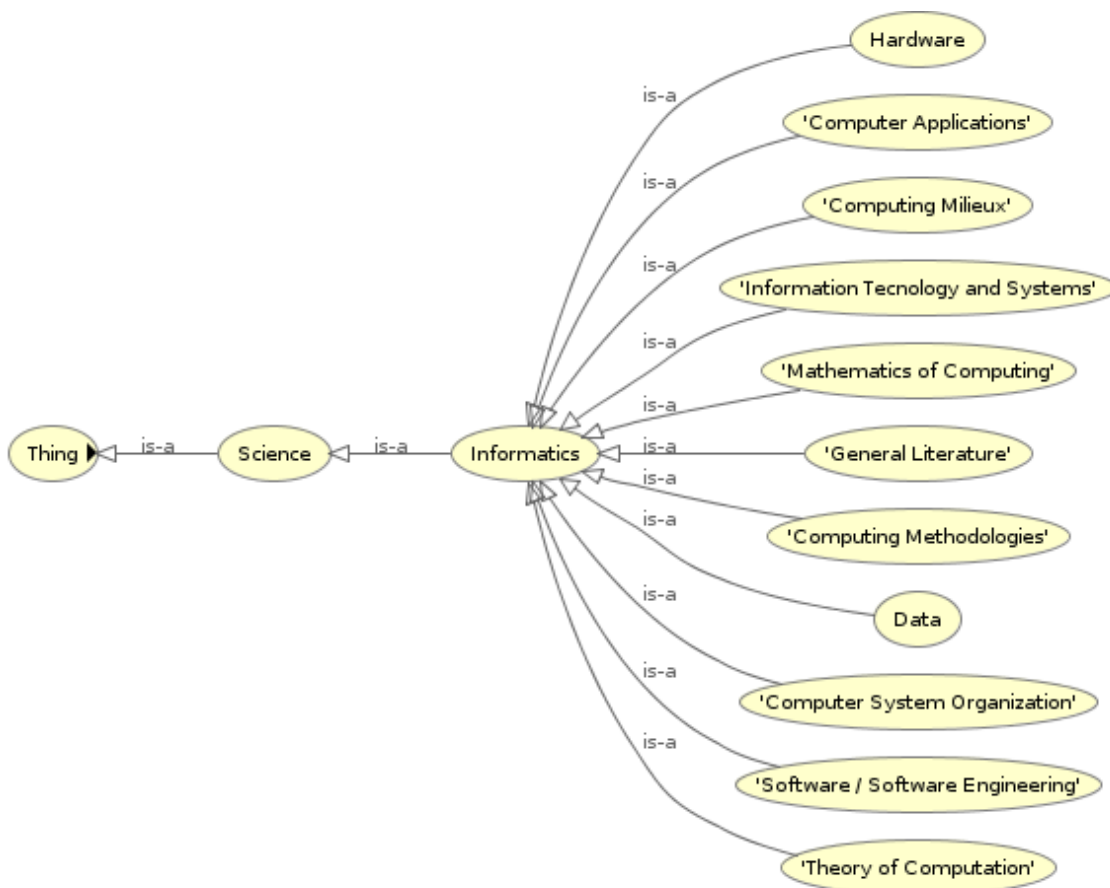 Hardware
is-a
'Computer Applications'
is-a
'Computing Milieux'
is-a
'Information Tecnology and Systems'
is-a
'Mathematics of Computing'
is-a
Thing
is-a
Science
is-a
Informatics
is-a
'General Literature'
is-a
'Computing Methodologies'
is-a
Data
is-a
'Computer System Organization'
is-a
'Software / Software Engineering'
is-a
'Theory of Computation'